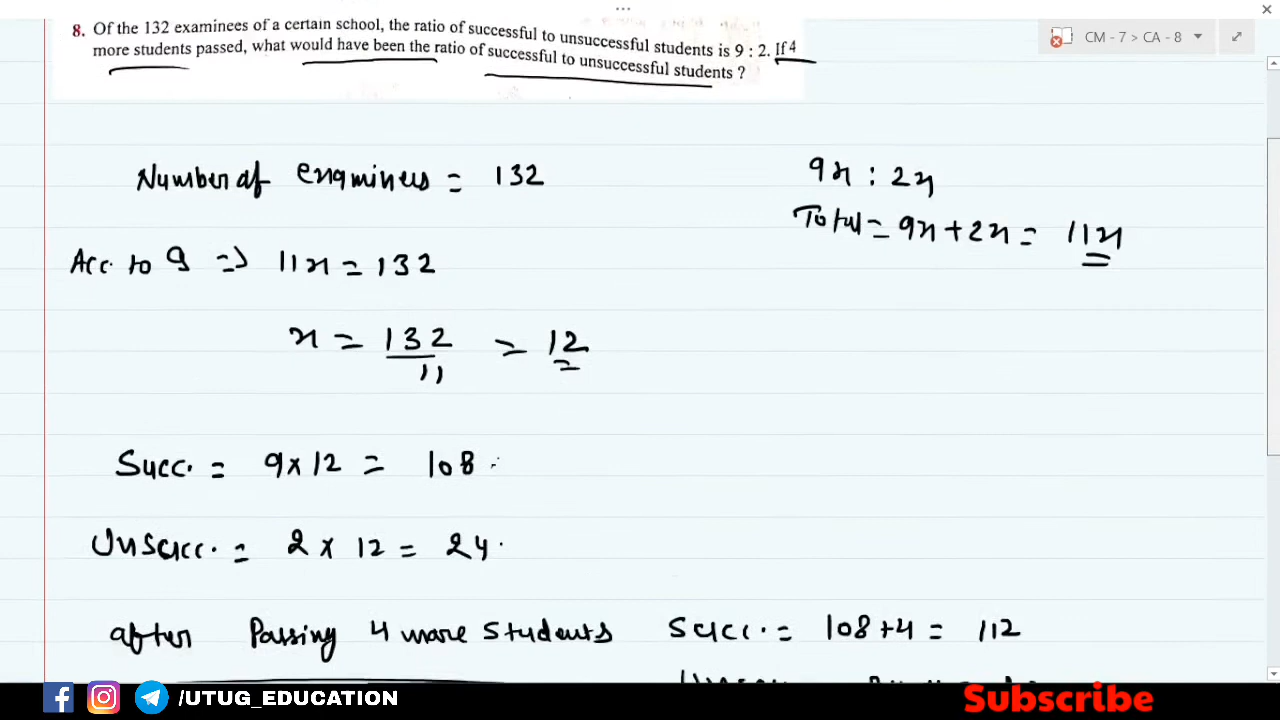 8. Of the 132 examinees of a certain school, the ratio of successful to unsuccessful students is 9 : 2. If 4
more students passed, what would have been the ratio of successful to unsuccessful students ?
CM - 7 > CA - 8
Number of examiners = 132
9x : 2x
Total = 9x + 2x = 11x
Acc. to Q => 11x = 132
x = 132/11 = 12
Succ. = 9 x 12 = 108
Unsucc. = 2 x 12 = 24.
after Passing 4 more Students Succ. = 108 + 4 = 112
/UTUG_EDUCATION
Subscribe